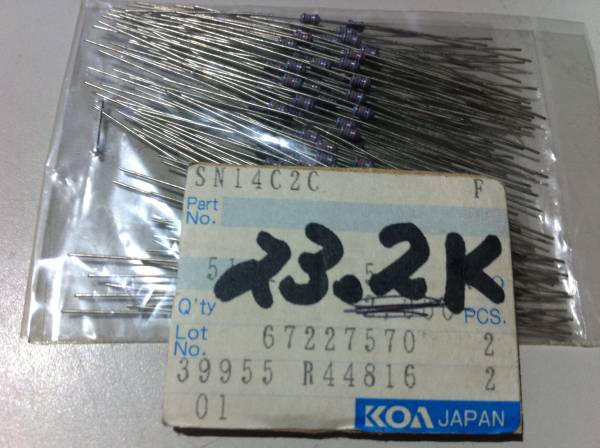 SN14C2C F
Part
No.
23.2K
Q'ty PCS.
Lot
No. 67227570 2
39955 R44816 2
01 KOA JAPAN